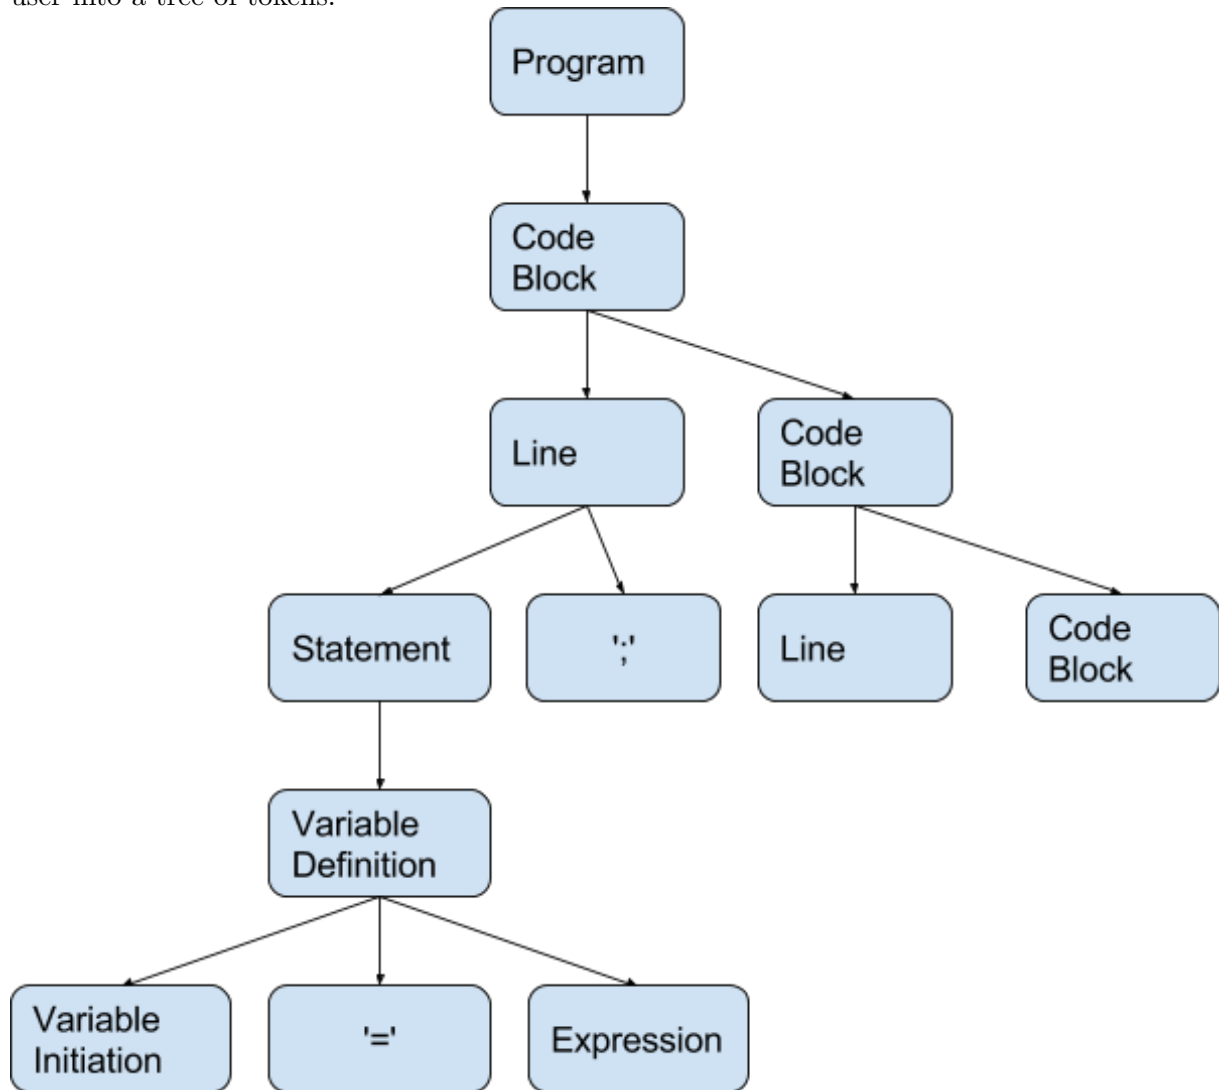 user into a tree of tokens.
Program
Code
Block
Line
Code
Block
Statement
';'
Line
Code
Block
Variable
Definition
Variable
Initiation
'='
Expression